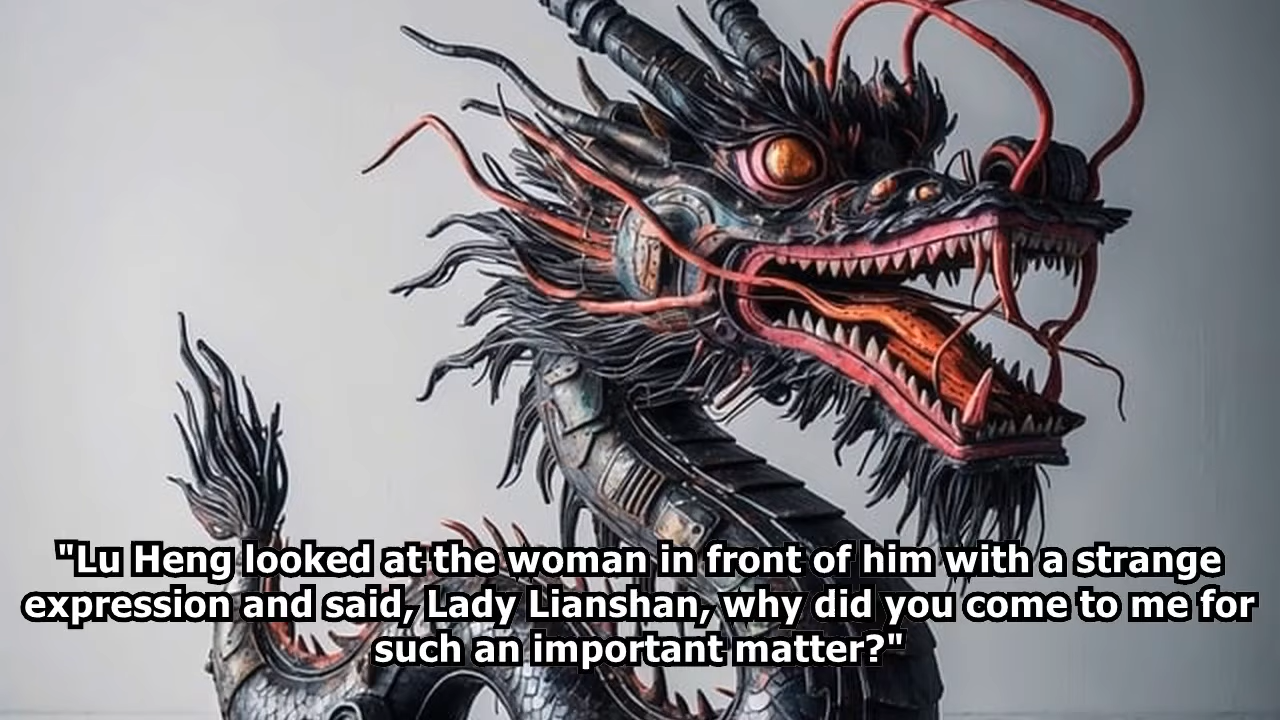 "Lu Heng looked at the woman in front of him with a strange
expression and said, Lady Lianshan, why did you come to me for
such an important matter?"